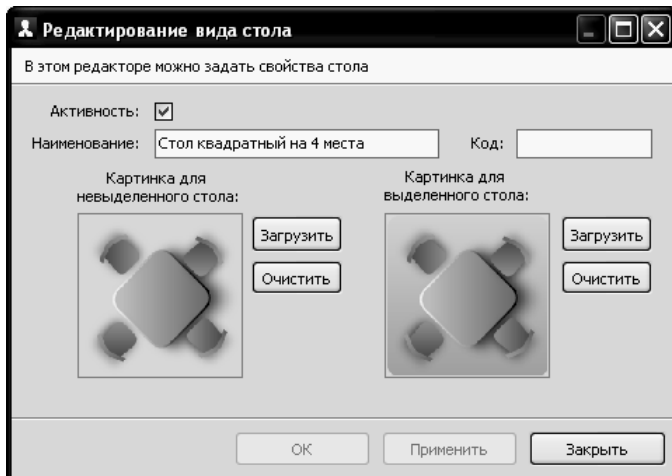 Редактирование вида стола
В этом редакторе можно задать свойства стола
Активность:
Наименование: Стол квадратный на 4 места Код:
Картинка для невыделенного стола:
Картинка для выделенного стола:
Загрузить Загрузить
Очистить Очистить
OK Применить Закрыть